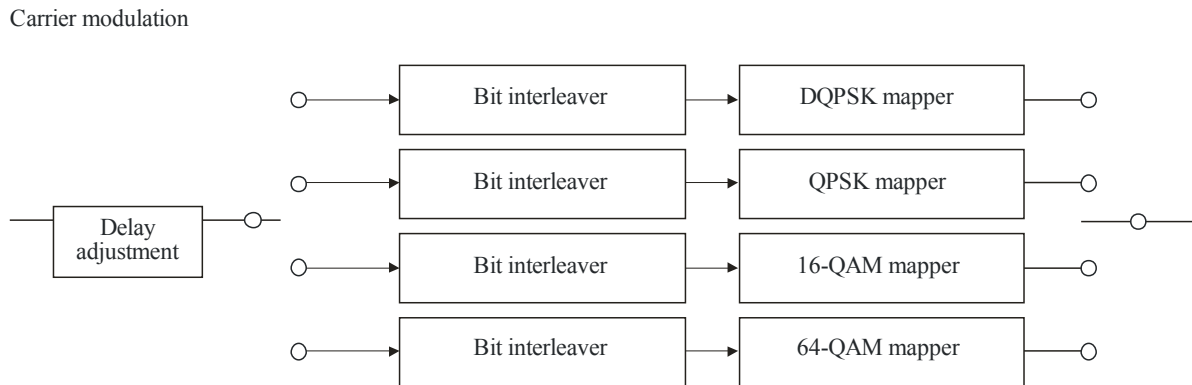 Carrier modulation
Bit interleaver
DQPSK mapper
Bit interleaver
QPSK mapper
Delay
adjustment
Bit interleaver
16-QAM mapper
Bit interleaver
64-QAM mapper